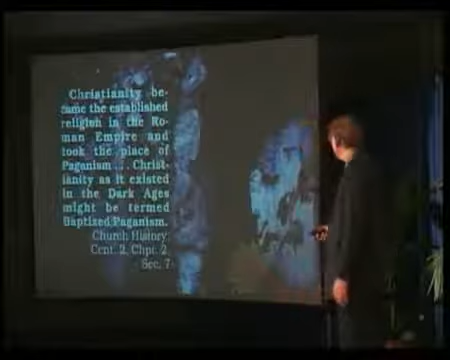 Christianity be-
came the established
religion in the Ro-
man Empire and
took the place of
Paganism . . . Christ-
ianity as it existed
in the Dark Ages
might be termed
Baptized Paganism.
Church History,
Cent. 2, Chpt. 2,
Sec. 7